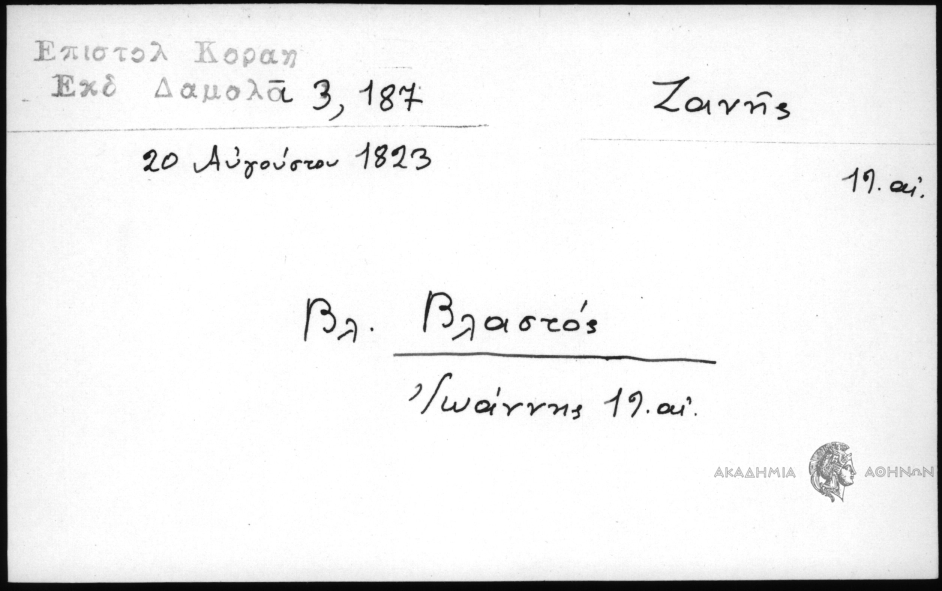 Επιστολ Κοραη
Εκδ Δαμαλᾶ 3, 187
Ζαννῆς
20 Αὐγούστου 1823
19. αἰ.
Βλ. Βλαστός
Ἰωάννης 19. αἰ.
ΑΚΑΔΗΜΙΑ ΑΘΗΝΩΝ